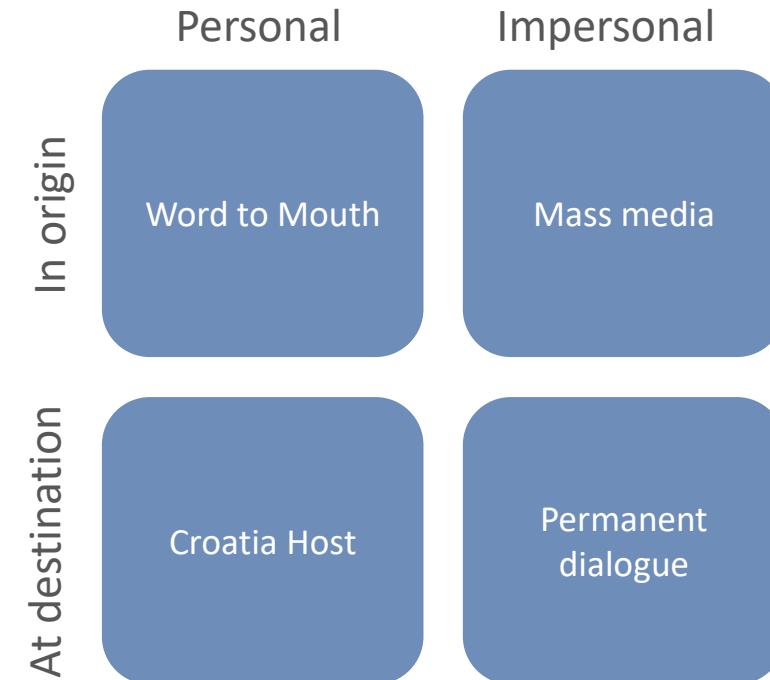 Personal
Impersonal
In origin
Word to Mouth
Mass media
At destination
Croatia Host
Permanent
dialogue